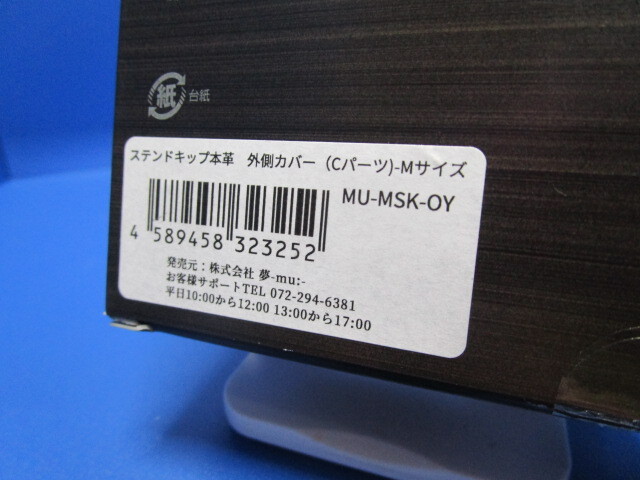 紙 台紙
ステンドキップ本革 外側カバー（Cパーツ)-Mサイズ
MU-MSK-OY
4 589458 323252
発売元：株式会社 夢-mu:-
お客様サポートTEL 072-294-6381
平日10:00から12:00 13:00から17:00